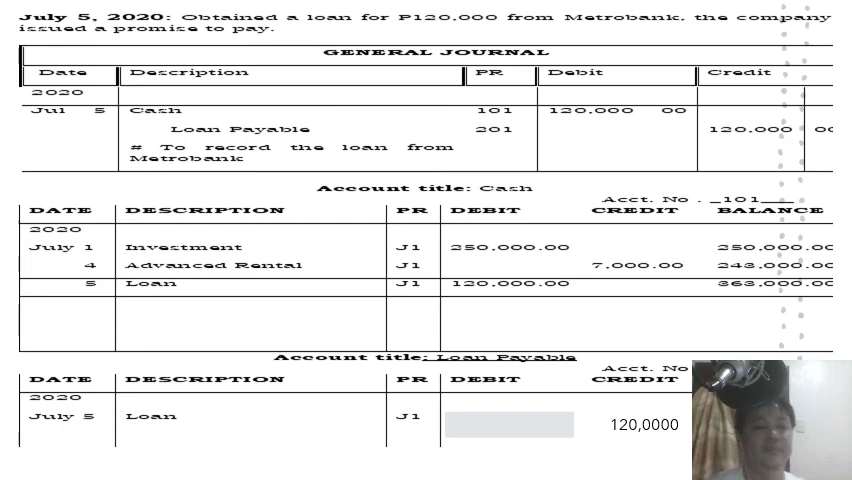 July 5, 2020: Obtained a loan for P120,000 from Metrobank, the company
issued a promise to pay.
GENERAL JOURNAL
Date Description PR Debit Credit
2020
Jul 5 Cash 101 120,000 00
Loan Payable 201 120,000 00
# To record the loan from
Metrobank
Account title: Cash
Acct. No . _101___
DATE DESCRIPTION PR DEBIT CREDIT BALANCE
2020
July 1 Investment J1 250,000.00 250,000.00
4 Advanced Rental J1 7,000.00 243,000.00
5 Loan J1 120,000.00 363,000.00
Account title: Loan Payable
Acct. No
DATE DESCRIPTION PR DEBIT CREDIT
2020
July 5 Loan J1 120,0000